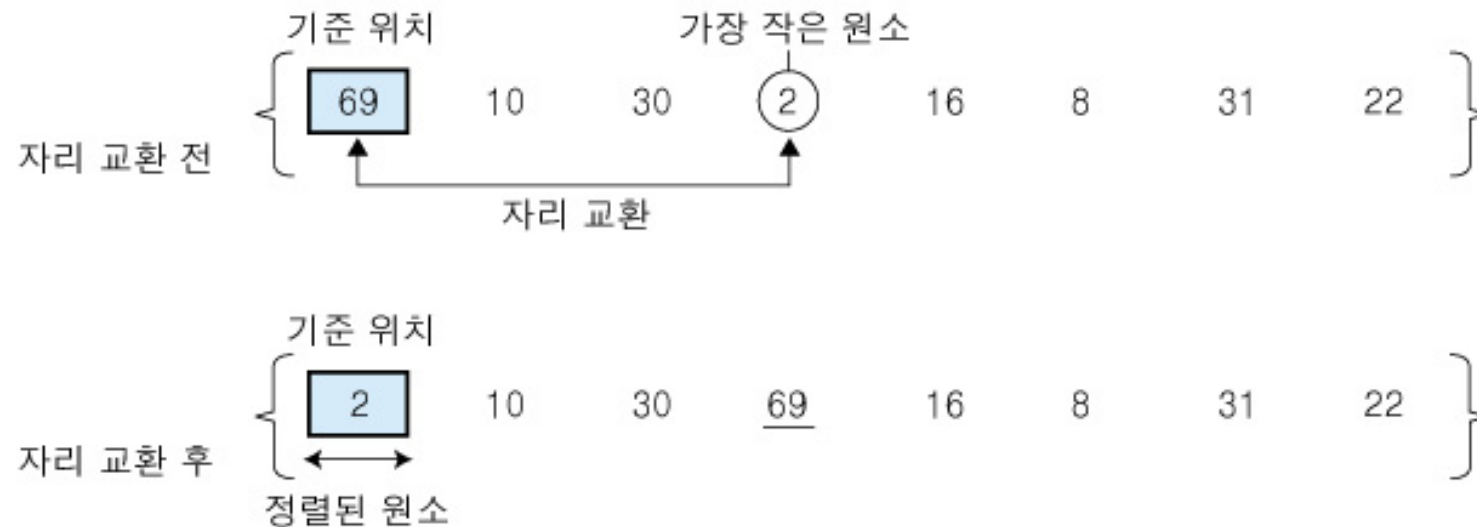 기준 위치 가장 작은 원소
69 10 30 2 16 8 31 22
자리 교환 전
자리 교환
기준 위치
2 10 30 69 16 8 31 22
자리 교환 후
정렬된 원소